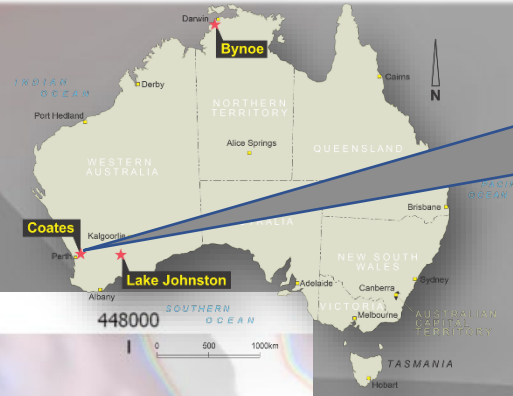 Darwin
Bynoe
INDIAN
OCEAN
Derby
Cairns
N
NORTHERN
TERRITORY
Port Hedland
Alice Springs
QUEENSLAND
WESTERN
AUSTRALIA
Brisbane
Coates
Kalgoorlie
Perth
Lake Johnston
NEW SOUTH
WALES
Adelaide
Canberra
Sydney
Albany
VICTORIA
Melbourne
AUSTRALIAN
CAPITAL
TERRITORY
SOUTHERN
OCEAN
448000
0 500 1000km
TASMANIA
Hobart